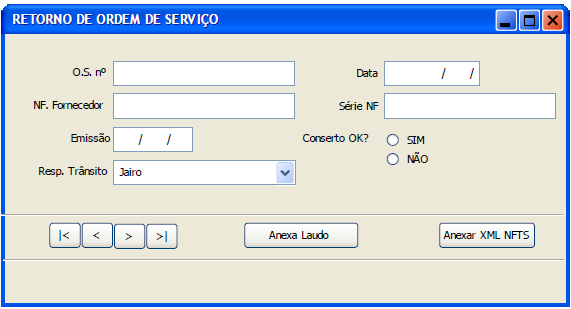 RETORNO DE ORDEM DE SERVIÇO
O.S. nº
Data / /
NF. Fornecedor
Série NF
Emissão / /
Conserto OK?
SIM
NÃO
Resp. Trânsito Jairo
|< < > >| Anexa Laudo Anexar XML NFTS